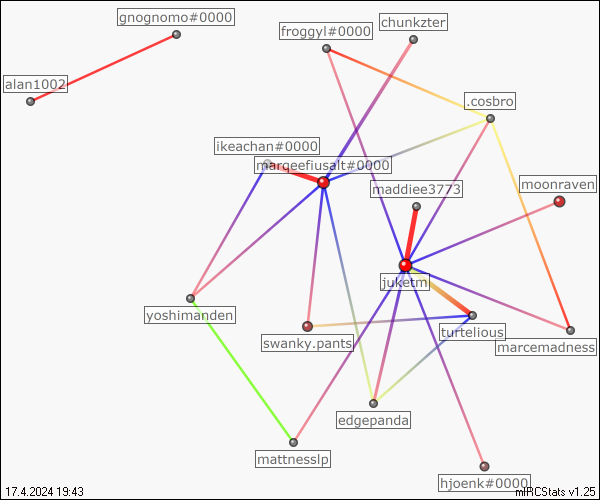 gnognomo#0000
chunkzter
froggyl#0000
alan1002
.cosbro
ikeachan#0000
marqeefiusalt#0000
moonraven
maddiee3773
juketm
yoshimanden
turtelious
swanky.pants
marcemadness
edgepanda
mattnesslp
hjoenk#0000
17.4.2024 19:43
mIRCStats v1.25